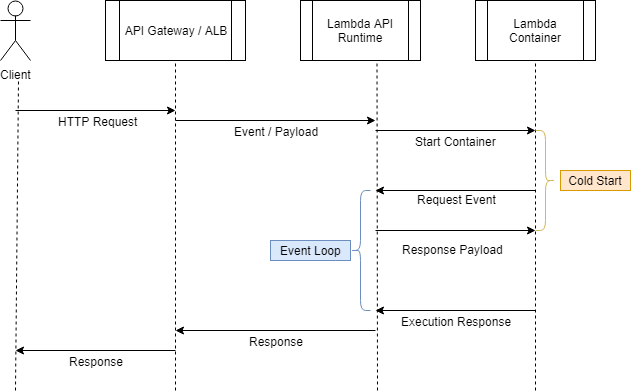 Client
API Gateway / ALB
Lambda API
Runtime
Lambda
Container
HTTP Request
Event / Payload
Start Container
Cold Start
Request Event
Event Loop
Response Payload
Execution Response
Response
Response